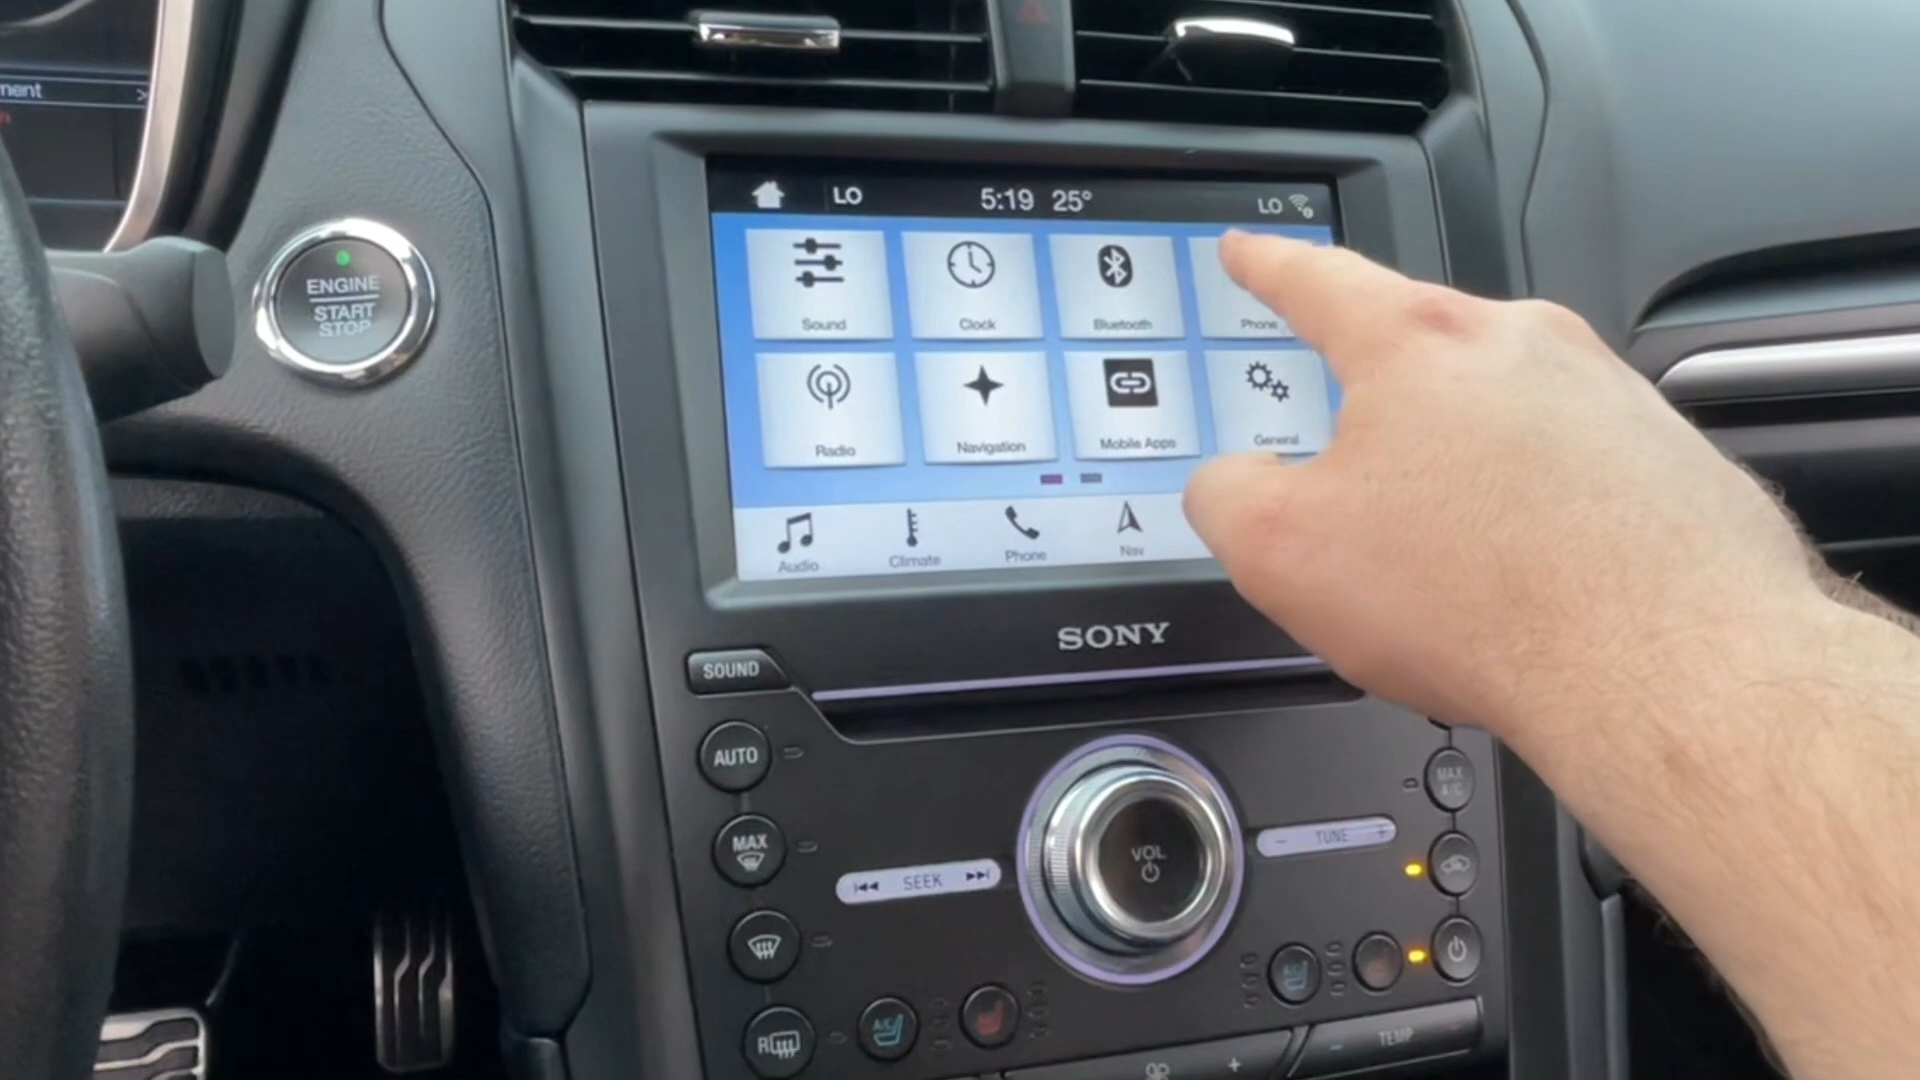 ment >
ENGINE
START
STOP
LO 5:19 25° LO
Sound Clock Bluetooth Phone
Radio Navigation Mobile Apps General
Audio Climate Phone Nav
SONY
SOUND
AUTO
MAX
MAX
A/C
VOL
− TUNE +
SEEK
R
A/C
− TEMP
+